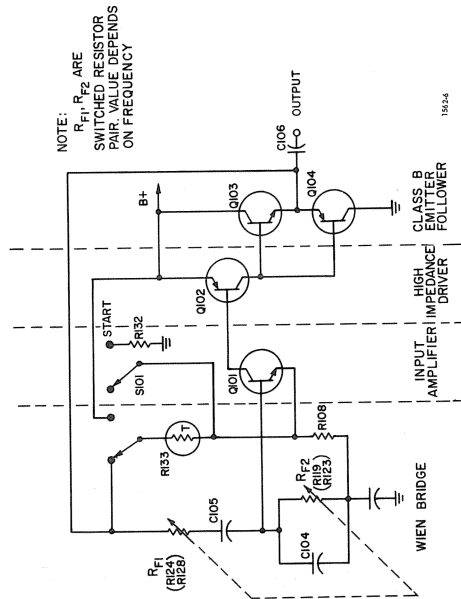 NOTE:
RF1, RF2 ARE
SWITCHED RESISTOR
PAIR. VALUE DEPENDS
ON FREQUENCY
START
R132
S101
B+
R133
T
RF1
(R124)
(R128)
C105
Q101
Q102
Q103
Q104
C106
OUTPUT
R108
RF2
(R119)
(R123)
C104
WIEN BRIDGE
INPUT
AMPLIFIER
HIGH
IMPEDANCE
DRIVER
CLASS B
EMITTER
FOLLOWER
1562-6